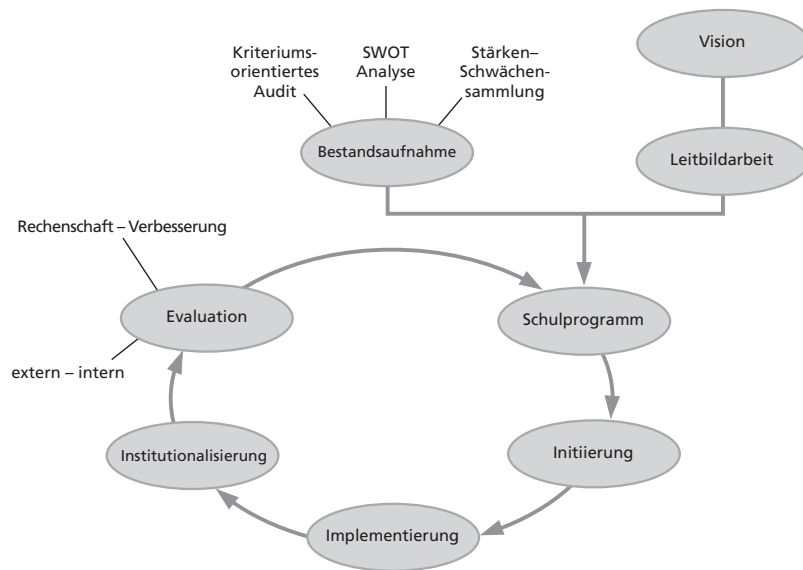 Kriteriums-
orientiertes
Audit
SWOT
Analyse
Stärken–
Schwächen-
sammlung
Vision
Bestandsaufnahme
Leitbildarbeit
Rechenschaft – Verbesserung
Evaluation
Schulprogramm
extern – intern
Institutionalisierung
Initiierung
Implementierung